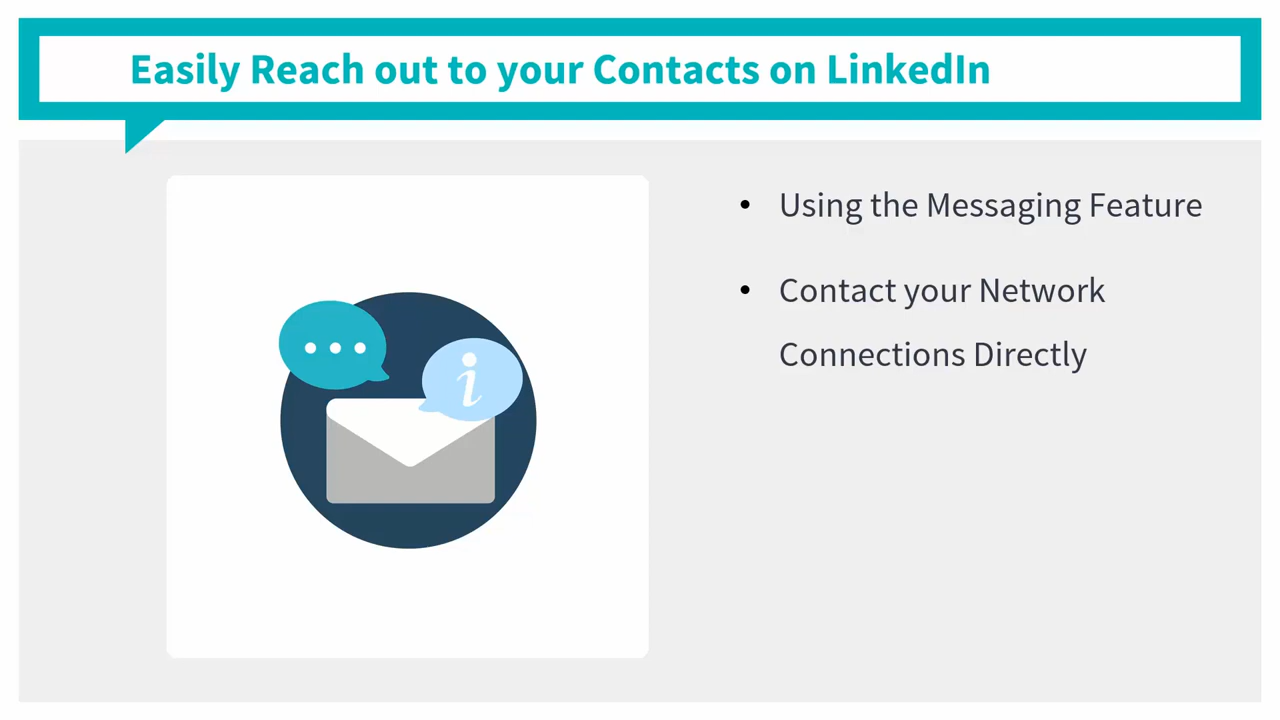 Easily Reach out to your Contacts on LinkedIn
• Using the Messaging Feature
• Contact your Network
Connections Directly
i